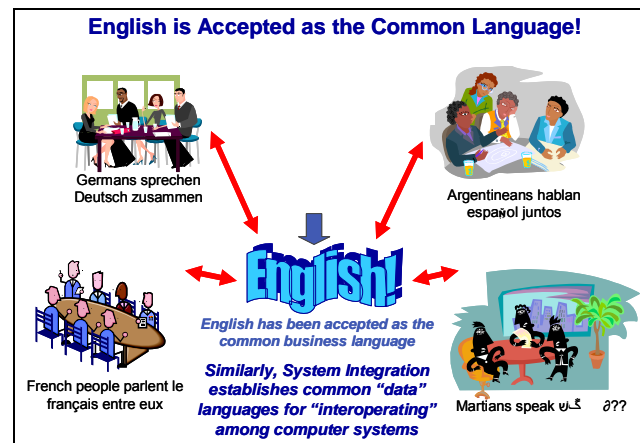 English is Accepted as the Common Language!
Germans sprechen
Deutsch zusammen
Argentineans hablan
español juntos
English!
English has been accepted as the
common business language
French people parlent le
français entre eux
Similarly, System Integration
establishes common “data”
languages for “interoperating”
among computer systems
Martians speak ∂??